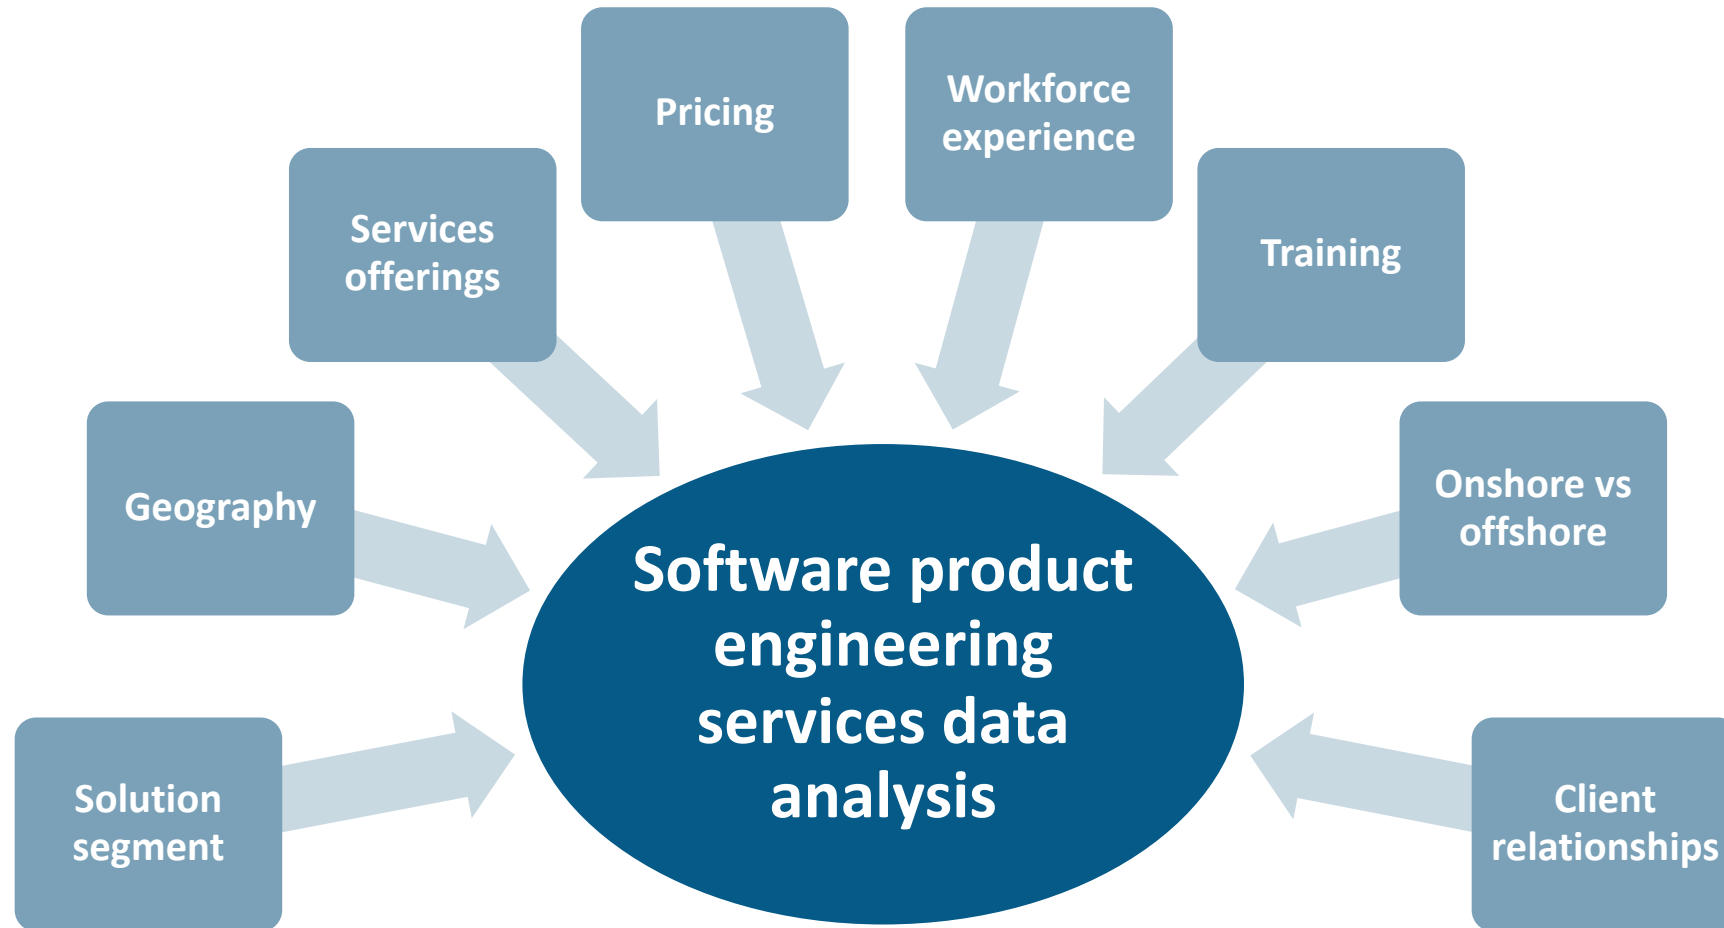 Pricing
Workforce
experience
Services
offerings
Training
Geography
Onshore vs
offshore
Software product
engineering
services data
analysis
Solution
segment
Client
relationships